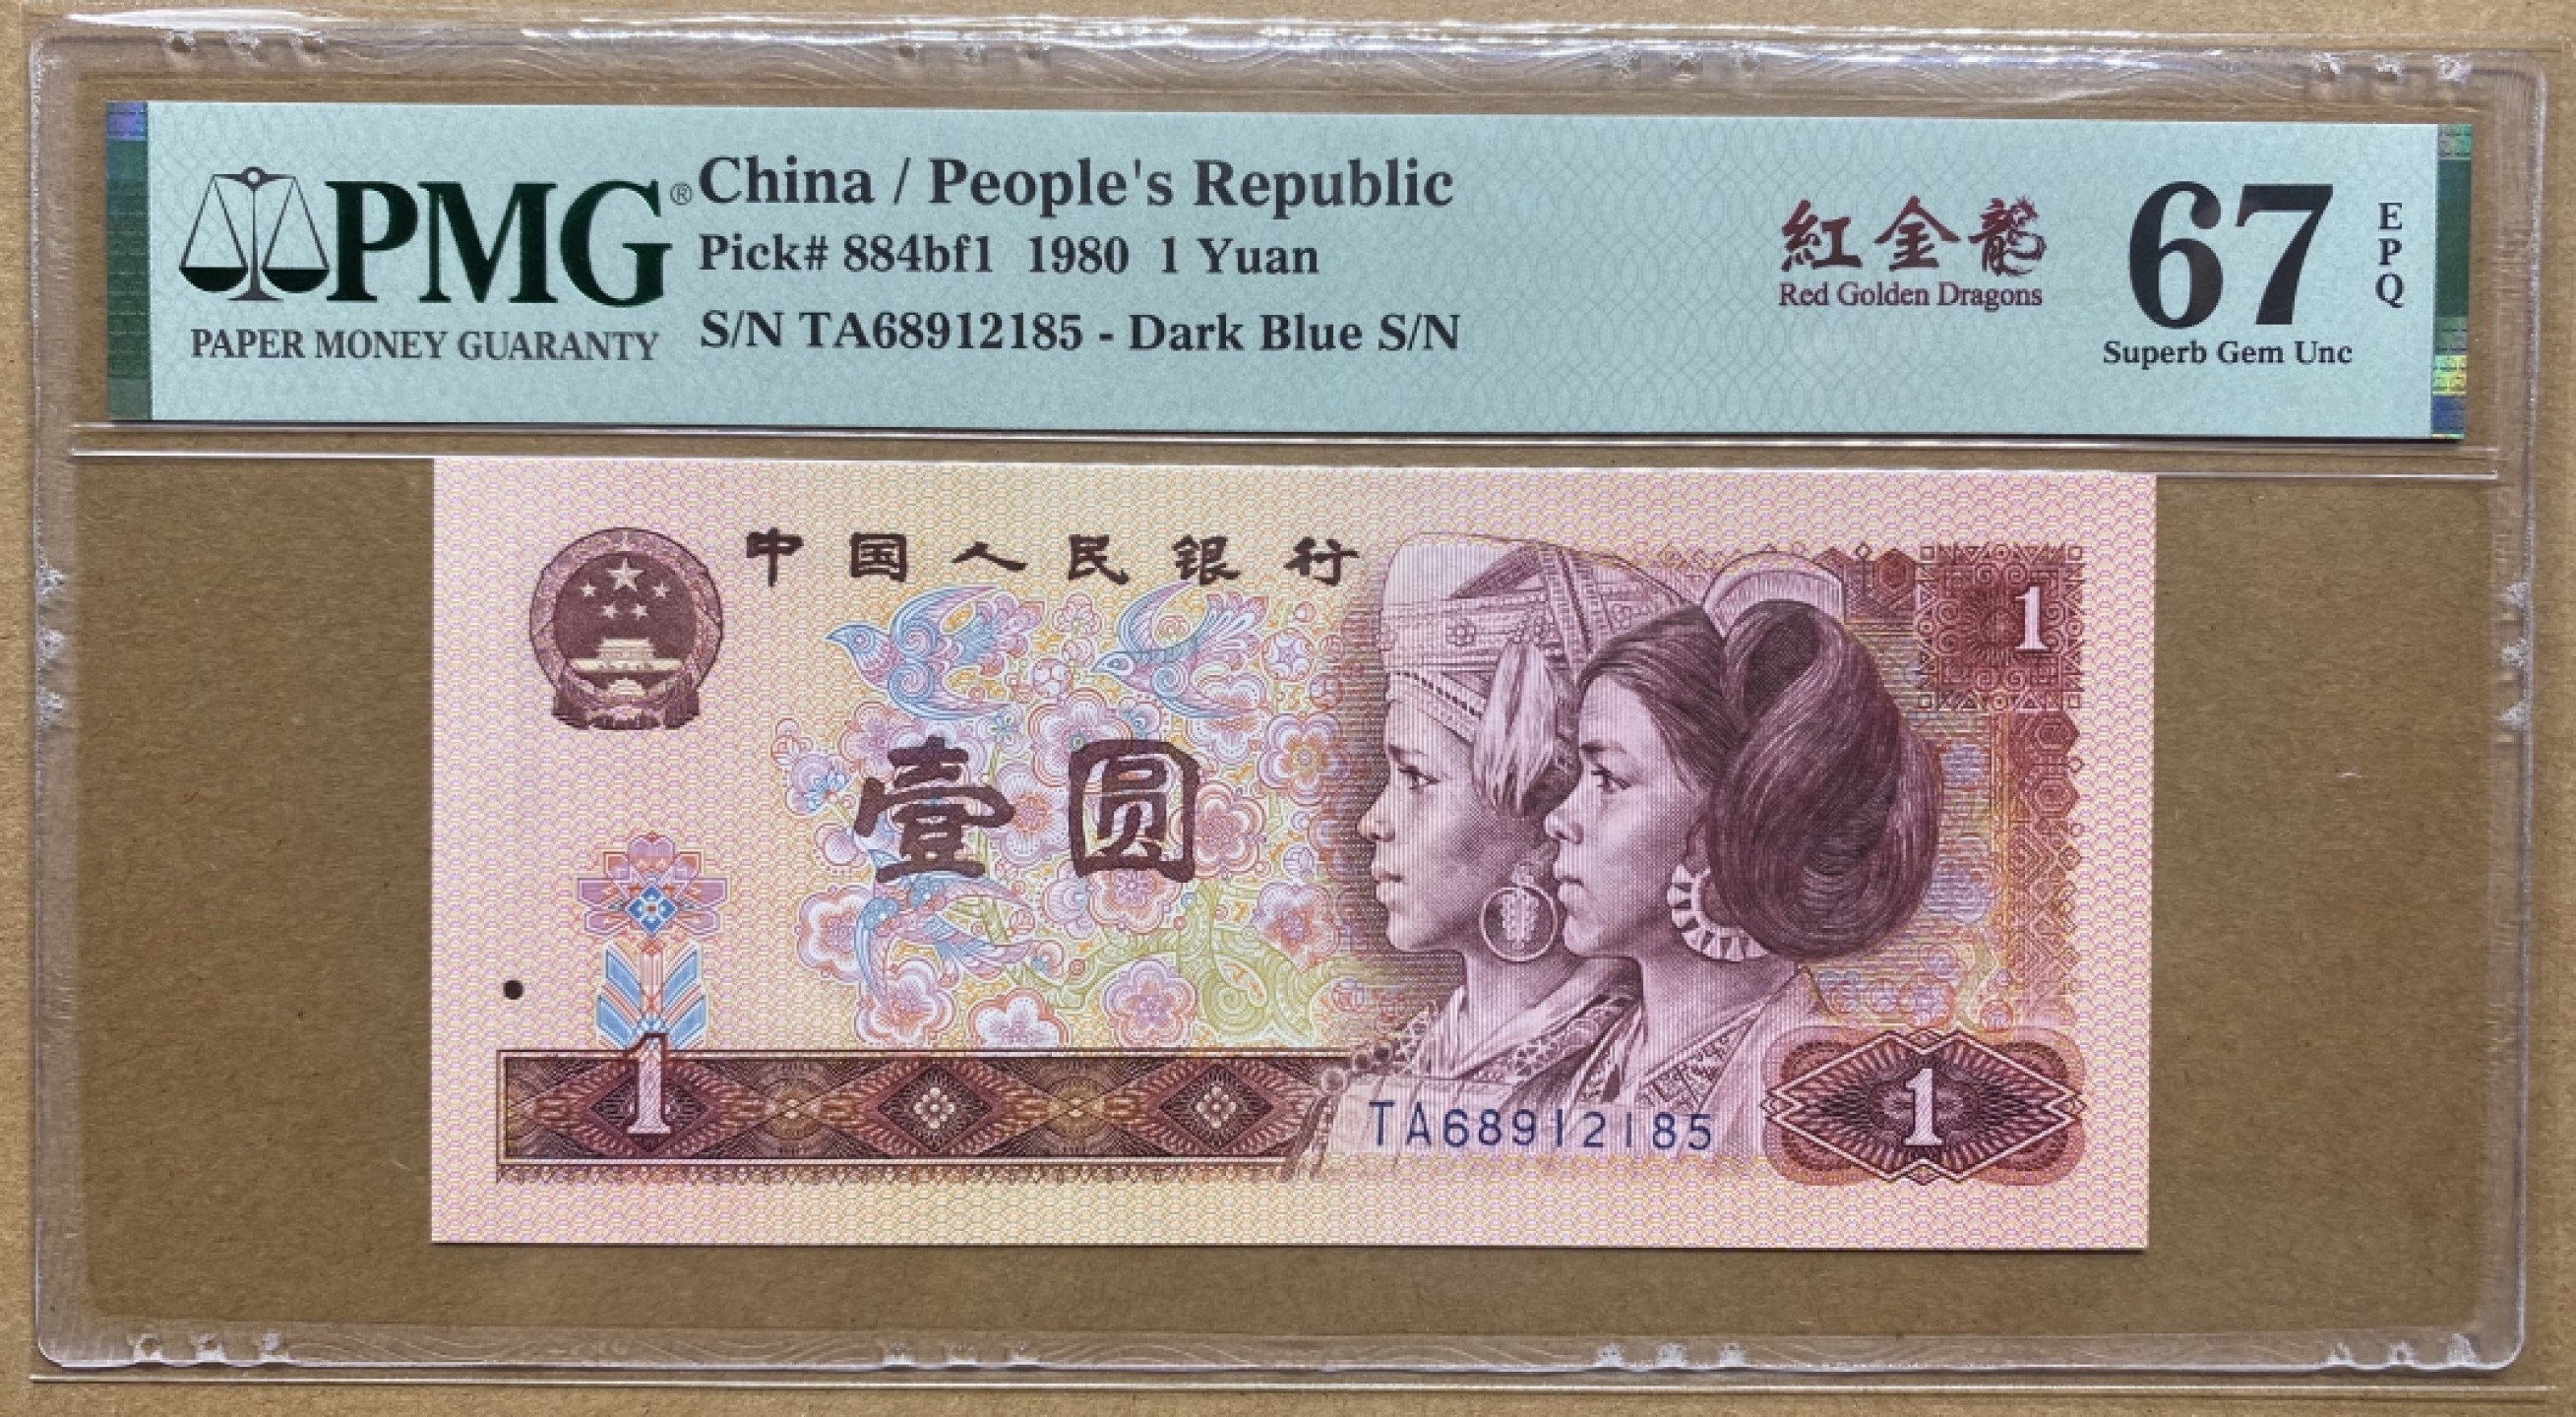 PMG®
PAPER MONEY GUARANTY
China / People's Republic
Pick# 884bf1 1980 1 Yuan
S/N TA68912185 - Dark Blue S/N
紅金龍
Red Golden Dragons
67
EPQ
Superb Gem Unc
中国人民银行
1
壹圆
1
TA68912185
1